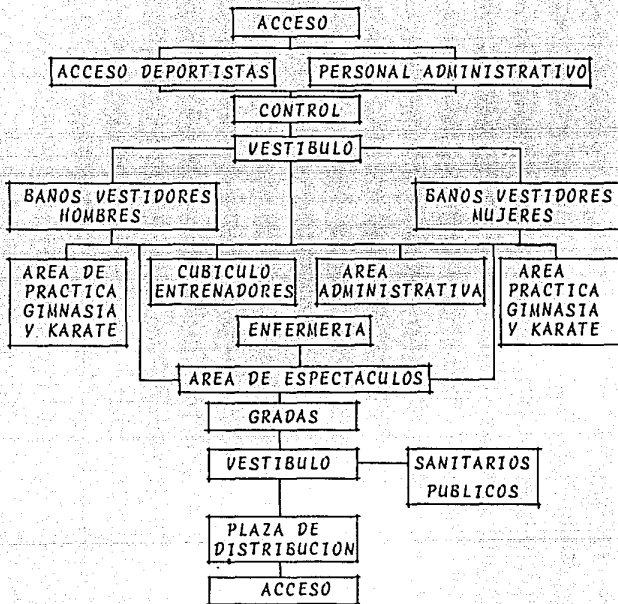 ACCESO
ACCESO DEPORTISTAS
PERSONAL ADMINISTRATIVO
CONTROL
VESTIBULO
BANOS VESTIDORES
HOMBRES
BANOS VESTIDORES
MUJERES
AREA DE
PRACTICA
GIMNASIA
Y KARATE
CUBICULO
ENTRENADORES
AREA
ADMINISTRATIVA
AREA
PRACTICA
GIMNASIA
Y KARATE
ENFERMERIA
AREA DE ESPECTACULOS
GRADAS
VESTIBULO
SANITARIOS
PUBLICOS
PLAZA DE
DISTRIBUCION
ACCESO